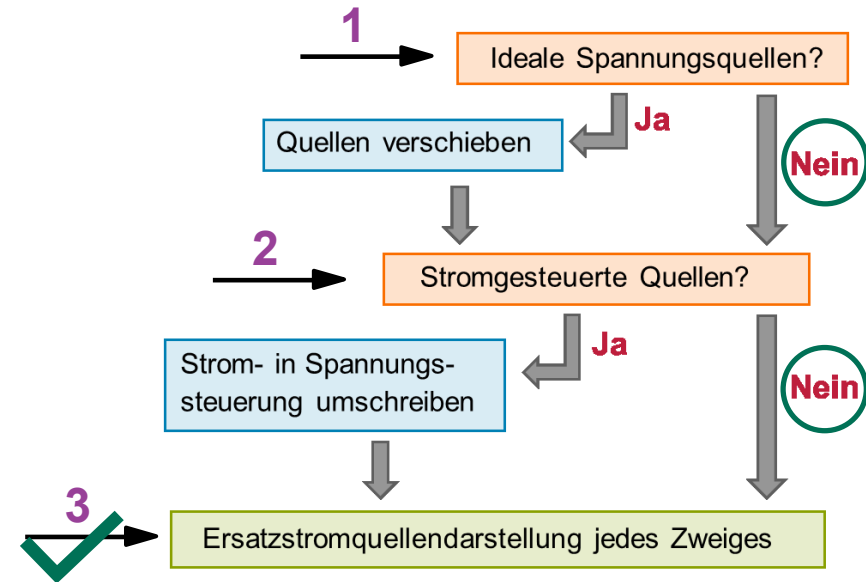 1
Ideale Spannungsquellen?
Ja
Quellen verschieben
Nein
2
Stromgesteuerte Quellen?
Ja
Strom- in Spannungs-
steuerung umschreiben
Nein
3
Ersatzstromquellendarstellung jedes Zweiges